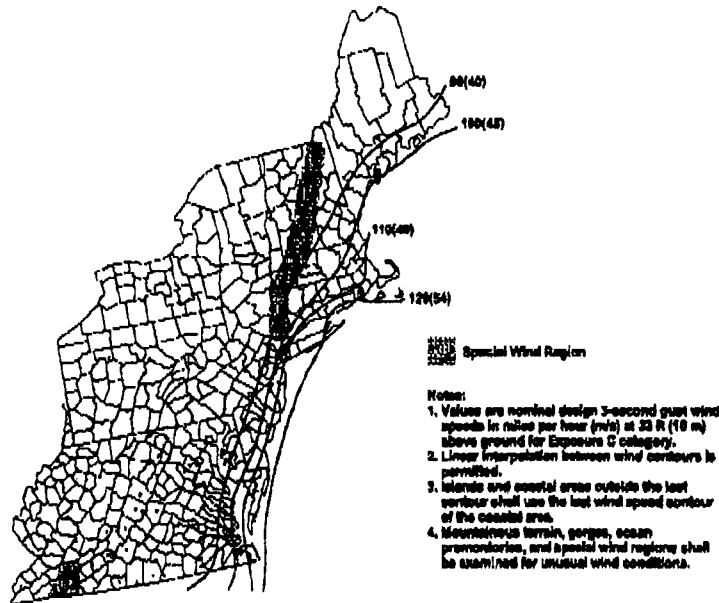 90(40)
100(45)
110(49)
120(54)
Special Wind Region
Notes:
1. Values are nominal design 3-second gust wind
speeds in miles per hour (m/s) at 33 ft (10 m)
above ground for Exposure C category.
2. Linear interpolation between wind contours is
permitted.
3. Islands and coastal areas outside the last
contour shall use the last wind speed contour
of the coastal area.
4. Mountainous terrain, gorges, ocean
promontories, and special wind regions shall
be examined for unusual wind conditions.